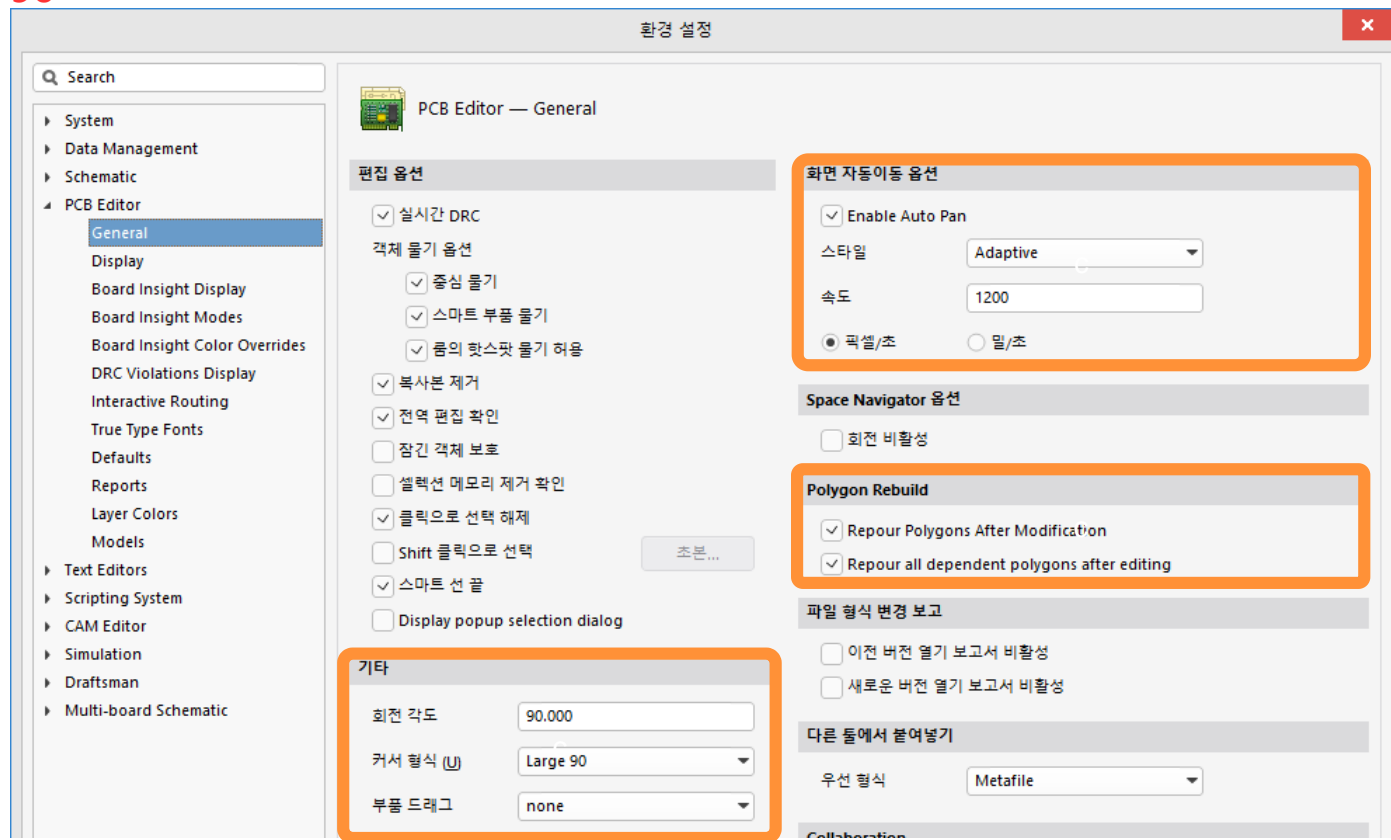 환경 설정
Search
System
Data Management
Schematic
PCB Editor
General
Display
Board Insight Display
Board Insight Modes
Board Insight Color Overrides
DRC Violations Display
Interactive Routing
True Type Fonts
Defaults
Reports
Layer Colors
Models
Text Editors
Scripting System
CAM Editor
Simulation
Draftsman
Multi-board Schematic
PCB Editor — General
편집 옵션
실시간 DRC
객체 물기 옵션
중심 물기
스마트 부품 물기
룸의 핫스팟 물기 허용
복사본 제거
전역 편집 확인
잠긴 객체 보호
셀렉션 메모리 제거 확인
클릭으로 선택 해제
Shift 클릭으로 선택 초본...
스마트 선 끝
Display popup selection dialog
기타
회전 각도 90.000
커서 형식 (U) Large 90
부품 드래그 none
화면 자동이동 옵션
Enable Auto Pan
스타일 Adaptive
속도 1200
픽셀/초 밀/초
Space Navigator 옵션
회전 비활성
Polygon Rebuild
Repour Polygons After Modification
Repour all dependent polygons after editing
파일 형식 변경 보고
이전 버전 열기 보고서 비활성
새로운 버전 열기 보고서 비활성
다른 툴에서 붙여넣기
우선 형식 Metafile
Collaboration